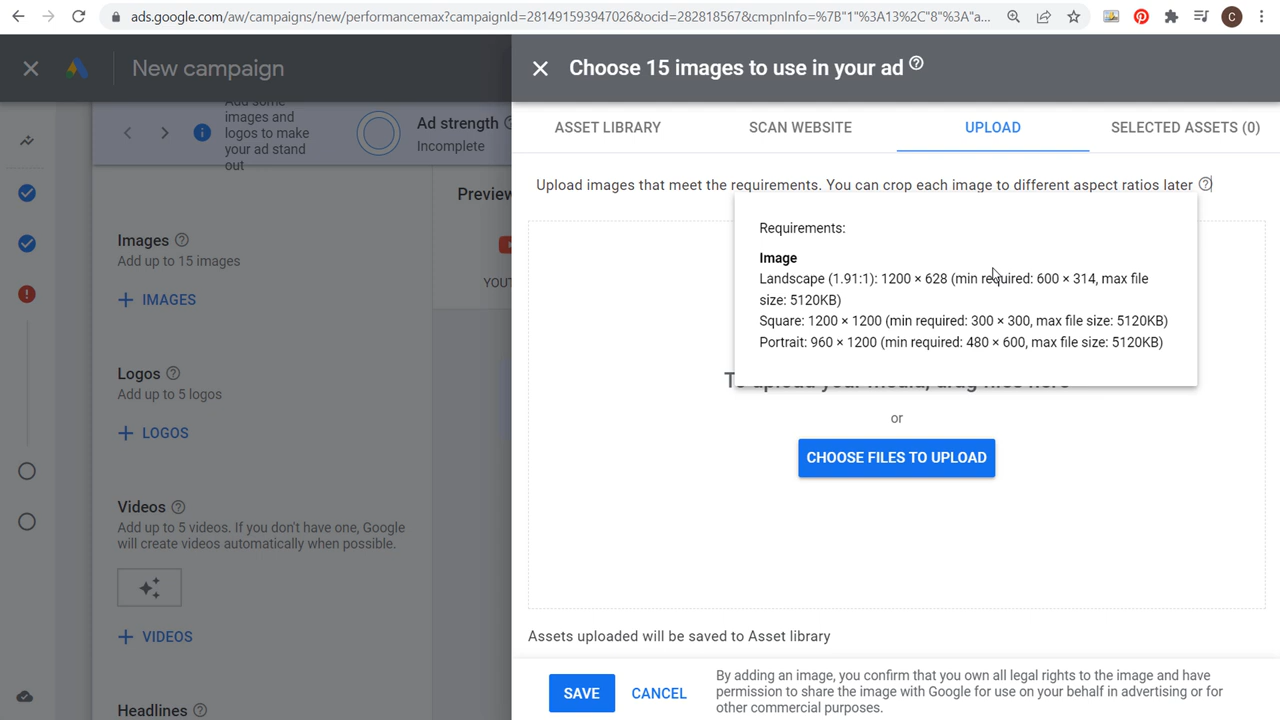 ads.google.com/aw/campaigns/new/performancemax?campaignId=281491593947026&ocid=282818567&cmpnInfo=%7B"1"%3A13%2C"8"%3A"a...
C
New campaign
Choose 15 images to use in your ad
Add some
images and
logos to make
your ad stand
out
Ad strength
Incomplete
ASSET LIBRARY
SCAN WEBSITE
UPLOAD
SELECTED ASSETS (0)
Upload images that meet the requirements. You can crop each image to different aspect ratios later
Preview
YOUT
Images
Add up to 15 images
+ IMAGES
Requirements:
Image
Landscape (1.91:1): 1200 × 628 (min required: 600 × 314, max file
size: 5120KB)
Square: 1200 × 1200 (min required: 300 × 300, max file size: 5120KB)
Portrait: 960 × 1200 (min required: 480 × 600, max file size: 5120KB)
To upload your media, drag files here
or
CHOOSE FILES TO UPLOAD
Logos
Add up to 5 logos
+ LOGOS
Videos
Add up to 5 videos. If you don't have one, Google
will create videos automatically when possible.
+ VIDEOS
Headlines
Assets uploaded will be saved to Asset library
SAVE
CANCEL
By adding an image, you confirm that you own all legal rights to the image and have
permission to share the image with Google for use on your behalf in advertising or for
other commercial purposes.